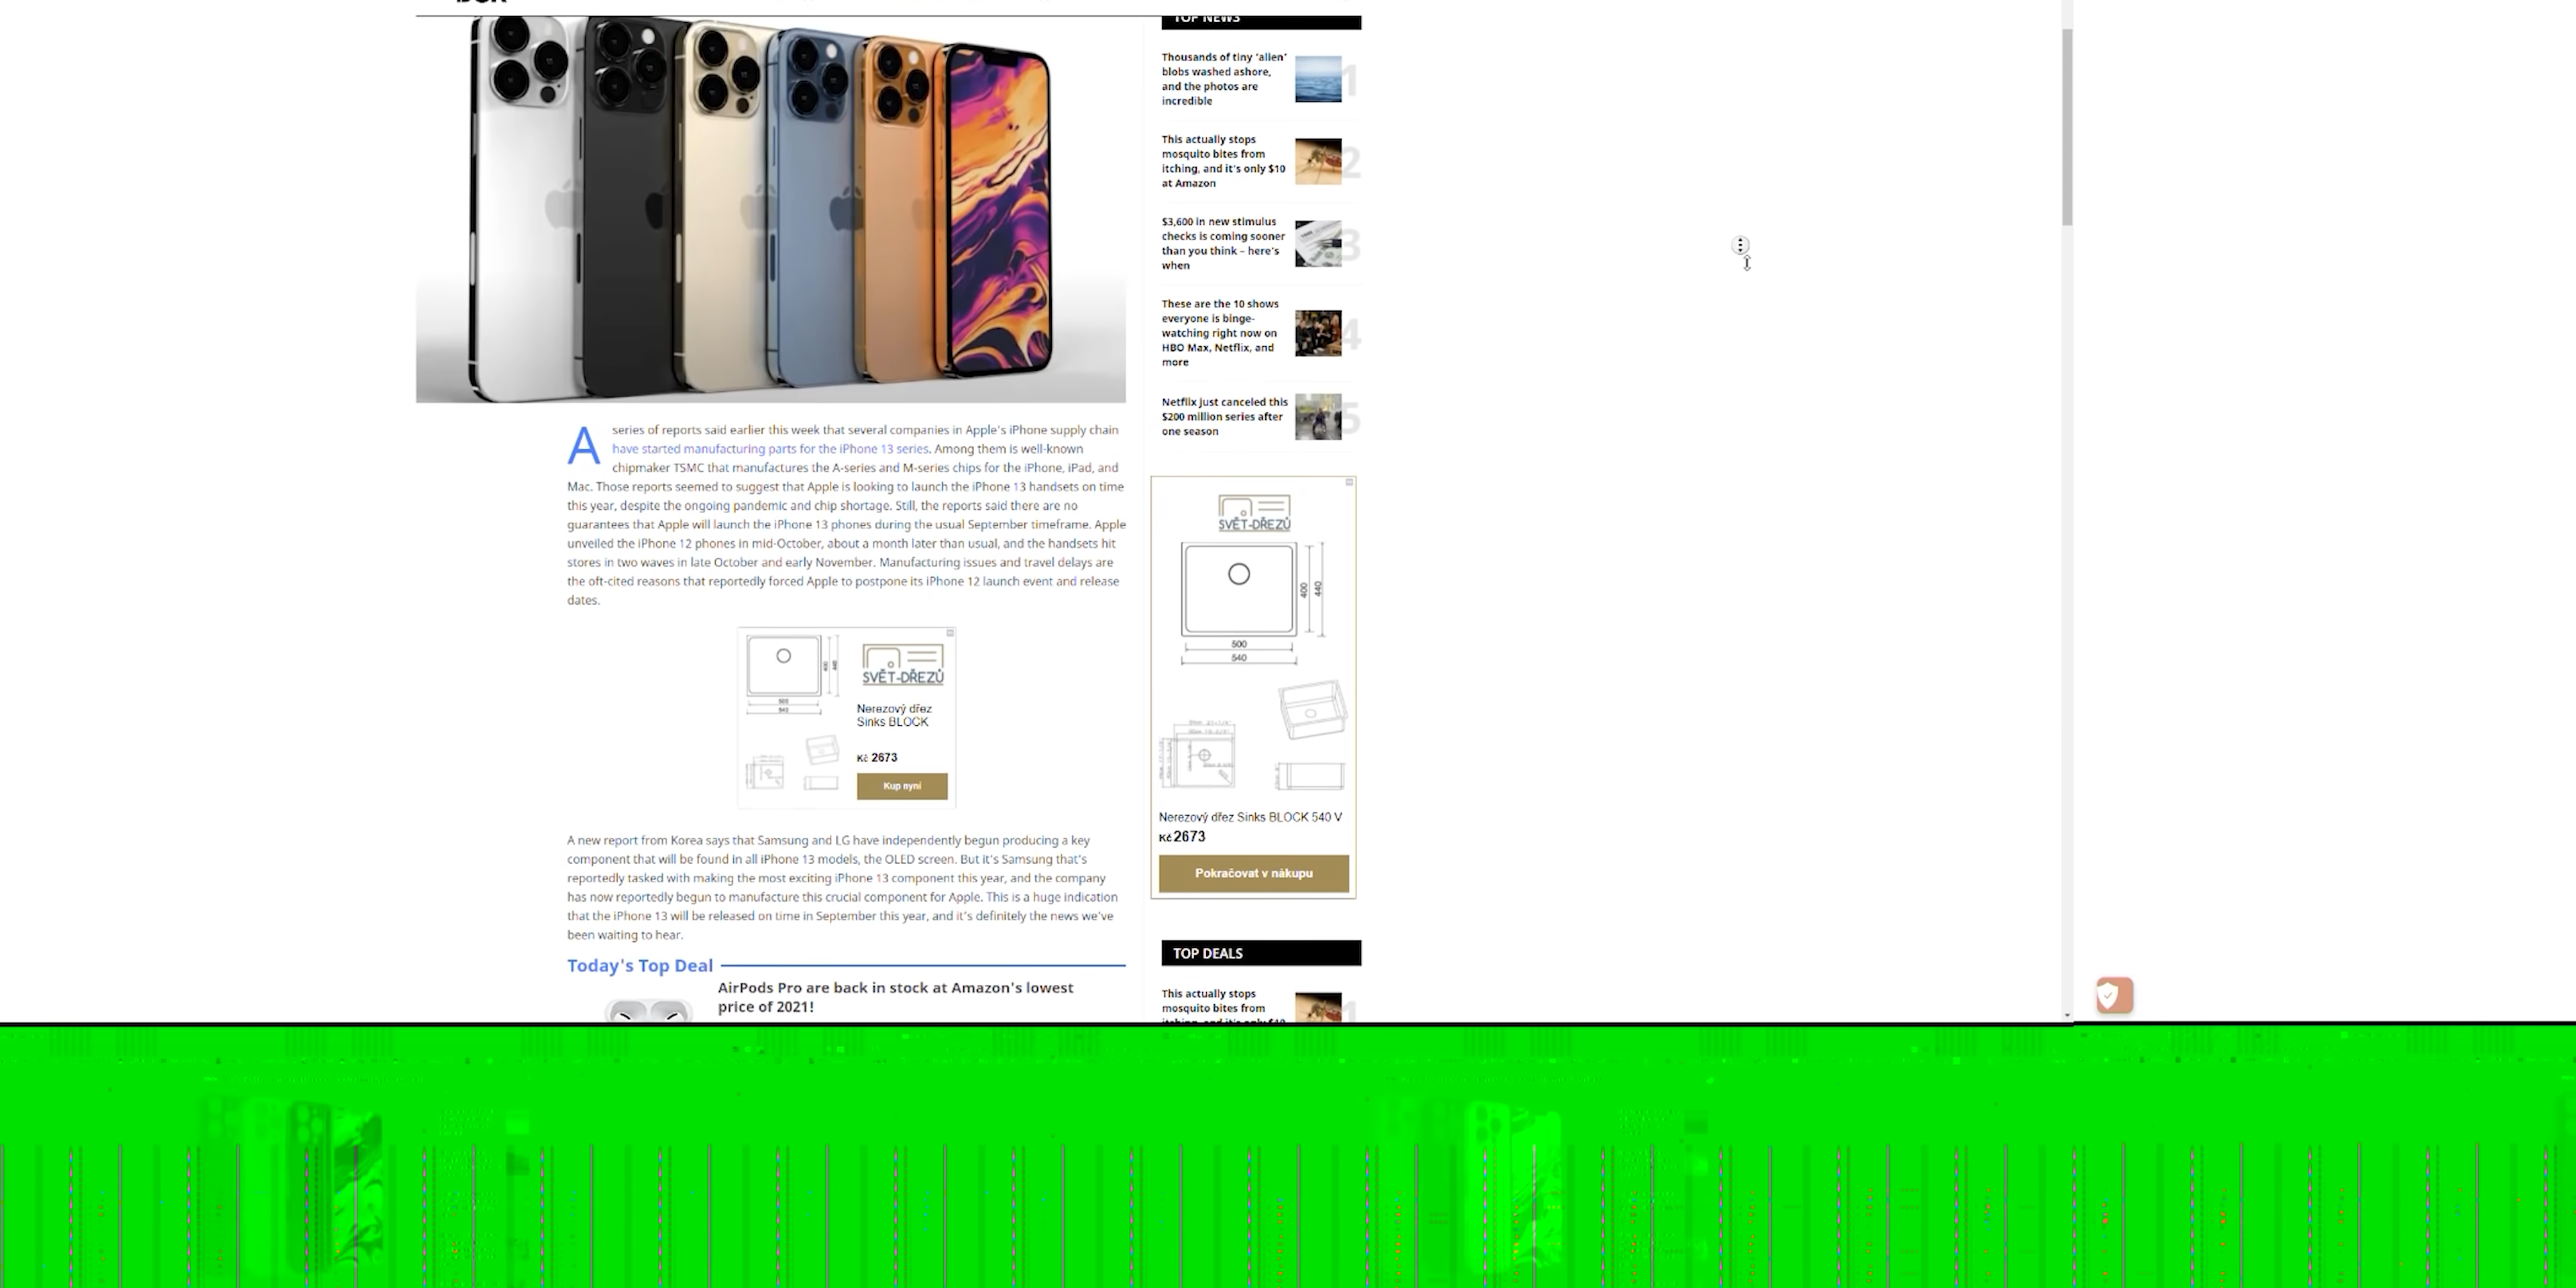 TOP NEWS
Thousands of tiny ‘alien’
blobs washed ashore,
and the photos are
incredible
1
This actually stops
mosquito bites from
itching, and it's only $10
at Amazon
2
$3,600 in new stimulus
checks is coming sooner
than you think – here's
when
3
These are the 10 shows
everyone is binge-
watching right now on
HBO Max, Netflix, and
more
4
Netflix just canceled this
$200 million series after
one season
5
A series of reports said earlier this week that several companies in Apple's iPhone supply chain
have started manufacturing parts for the iPhone 13 series. Among them is well-known
chipmaker TSMC that manufactures the A-series and M-series chips for the iPhone, iPad, and
Mac. Those reports seemed to suggest that Apple is looking to launch the iPhone 13 handsets on time
this year, despite the ongoing pandemic and chip shortage. Still, the reports said there are no
guarantees that Apple will launch the iPhone 13 phones during the usual September timeframe. Apple
unveiled the iPhone 12 phones in mid-October, about a month later than usual, and the handsets hit
stores in two waves in late October and early November. Manufacturing issues and travel delays are
the oft-cited reasons that reportedly forced Apple to postpone its iPhone 12 launch event and release
dates.
SVĚT-DŘEZŮ
Nerezový dřez
Sinks BLOCK
Kč 2673
Kup nyní
A new report from Korea says that Samsung and LG have independently begun producing a key
component that will be found in all iPhone 13 models, the OLED screen. But it's Samsung that's
reportedly tasked with making the most exciting iPhone 13 component this year, and the company
has now reportedly begun to manufacture this crucial component for Apple. This is a huge indication
that the iPhone 13 will be released on time in September this year, and it's definitely the news we've
been waiting to hear.
Today's Top Deal
AirPods Pro are back in stock at Amazon's lowest
price of 2021!
SVĚT-DŘEZŮ
400
440
500
540
Nerezový dřez Sinks BLOCK 540 V
Kč 2673
Pokračovat v nákupu
TOP DEALS
This actually stops
mosquito bites from
itching, and it's only $10
1